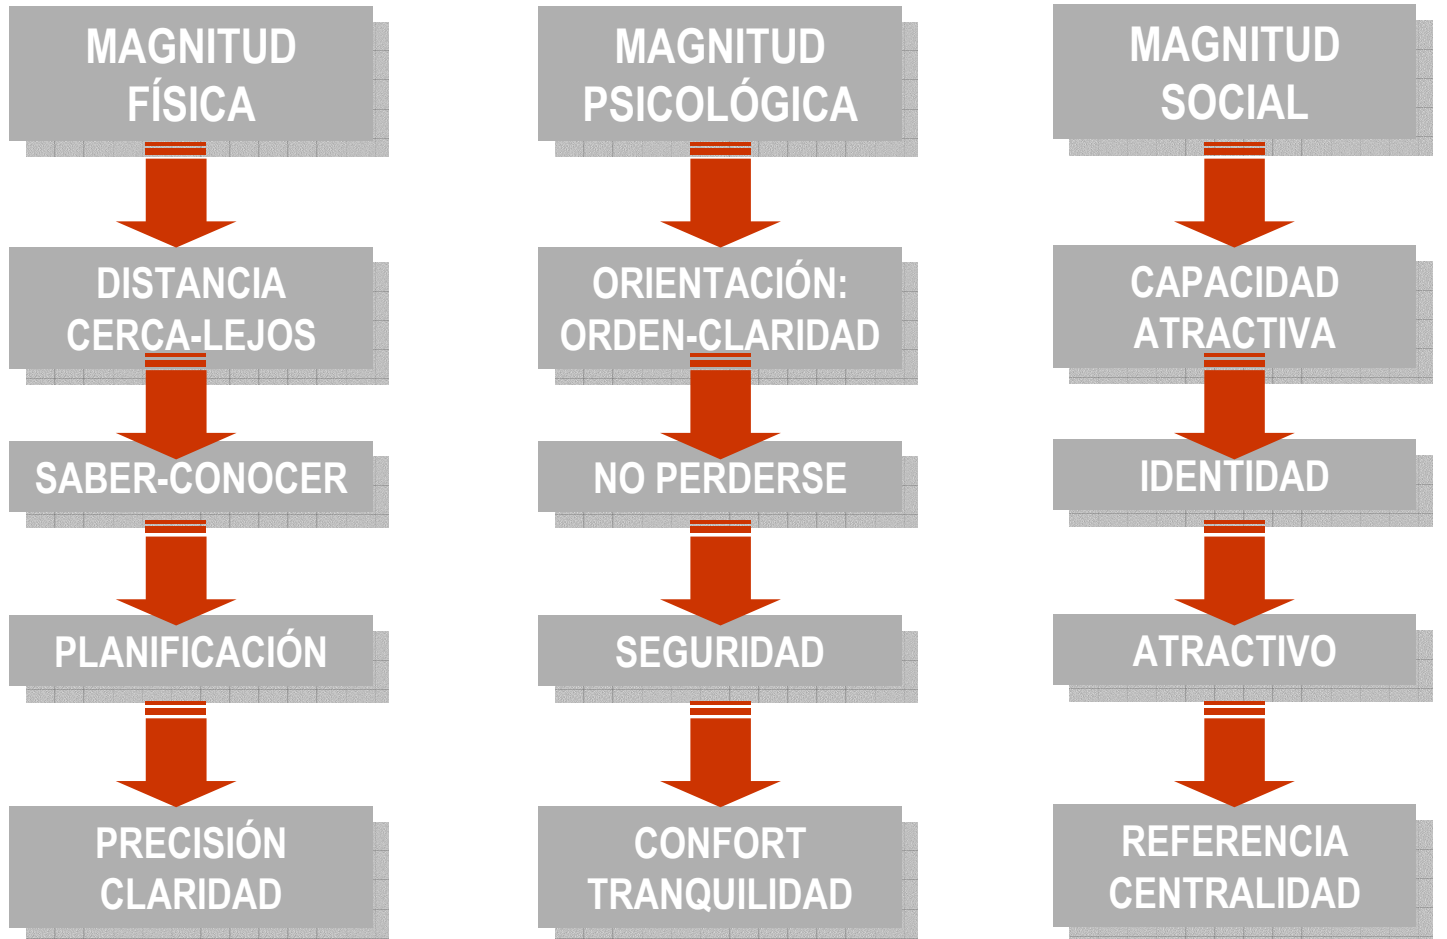 MAGNITUD
FÍSICA
DISTANCIA
CERCA-LEJOS
SABER-CONOCER
PLANIFICACIÓN
PRECISIÓN
CLARIDAD
MAGNITUD
PSICOLÓGICA
ORIENTACIÓN:
ORDEN-CLARIDAD
NO PERDERSE
SEGURIDAD
CONFORT
TRANQUILIDAD
MAGNITUD
SOCIAL
CAPACIDAD
ATRACTIVA
IDENTIDAD
ATRACTIVO
REFERENCIA
CENTRALIDAD